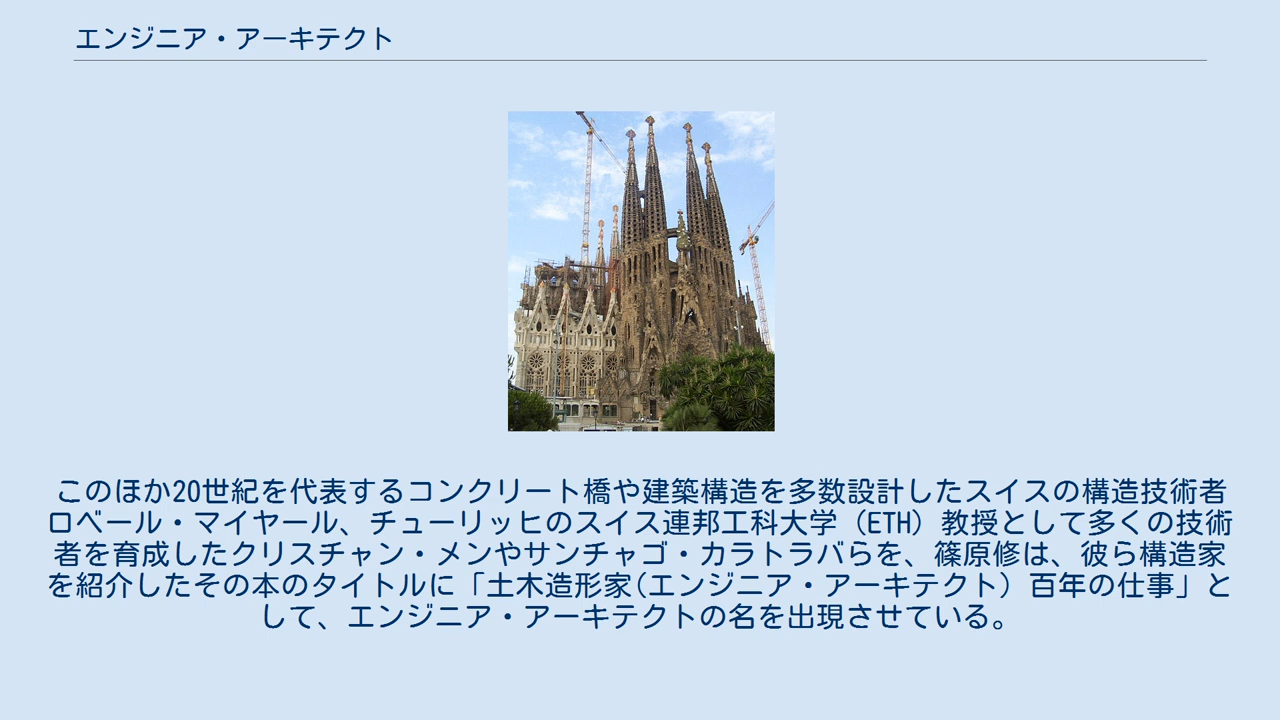 エンジニア・アーキテクト
このほか20世紀を代表するコンクリート橋や建築構造を多数設計したスイスの構造技術者
ロベール・マイヤール、チューリッヒのスイス連邦工科大学（ETH）教授として多くの技術
者を育成したクリスチャン・メンやサンチャゴ・カラトラバらを、篠原修は、彼ら構造家
を紹介したその本のタイトルに「土木造形家(エンジニア・アーキテクト）百年の仕事」と
して、エンジニア・アーキテクトの名を出現させている。